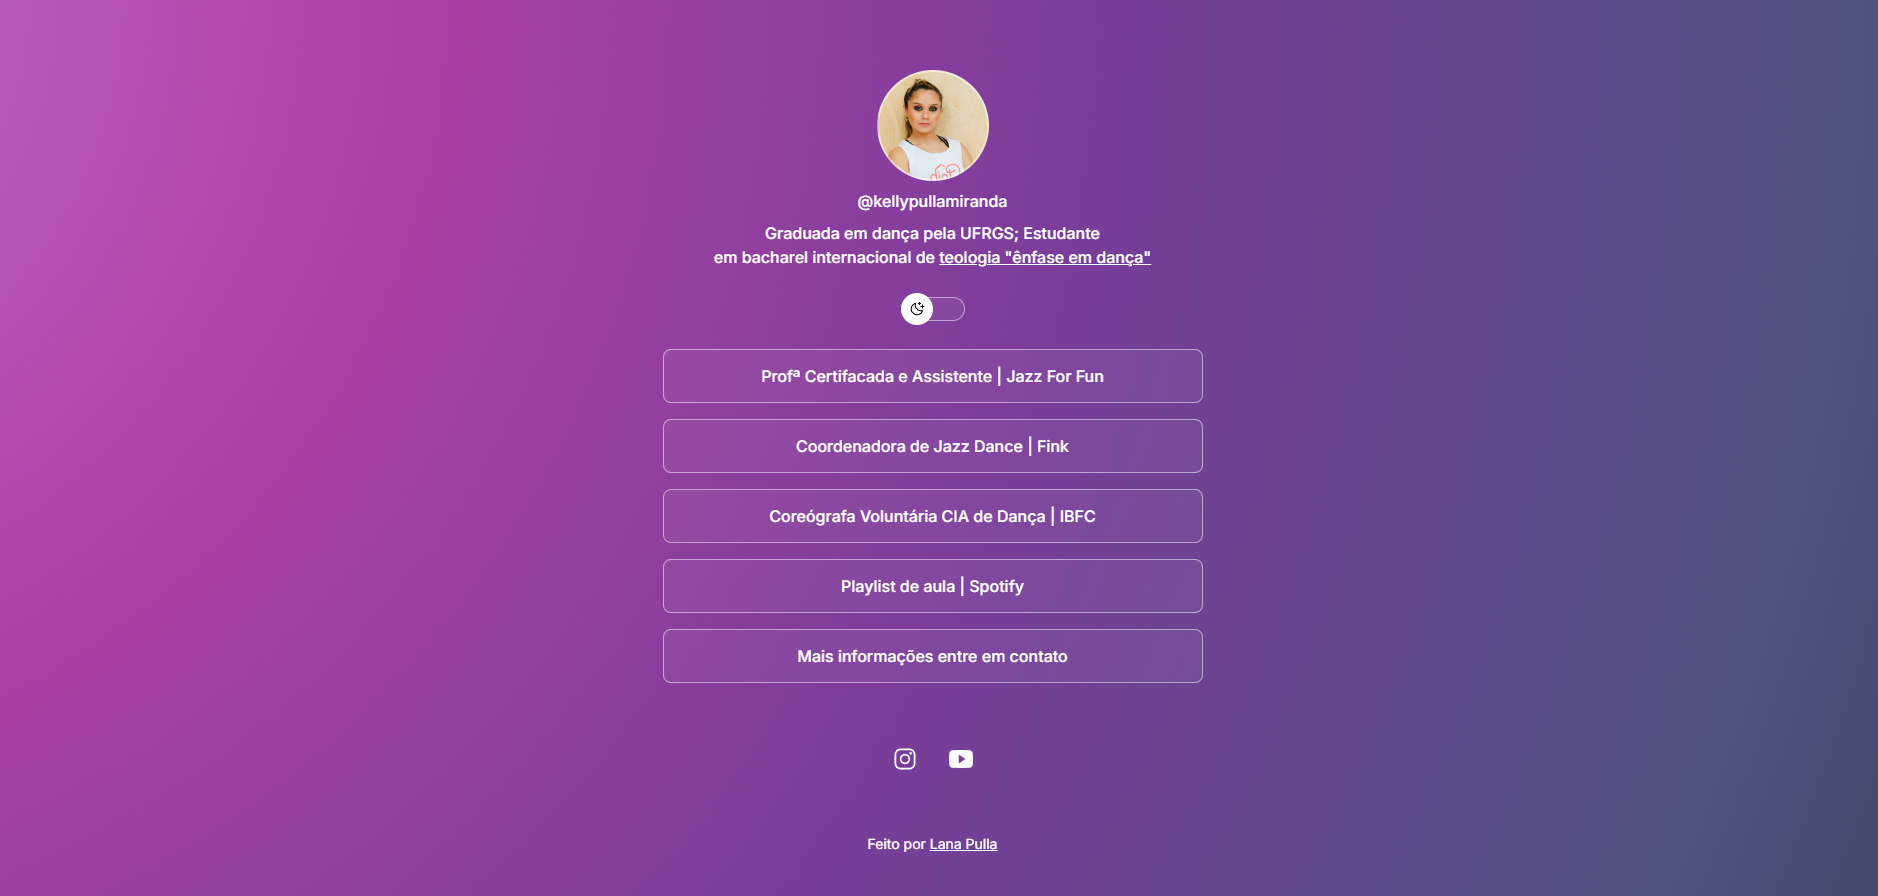 @kellypullamiranda
Graduada em dança pela UFRGS; Estudante
em bacharel internacional de teologia "ênfase em dança"
Profª Certifacada e Assistente | Jazz For Fun
Coordenadora de Jazz Dance | Fink
Coreógrafa Voluntária CIA de Dança | IBFC
Playlist de aula | Spotify
Mais informações entre em contato
Feito por Lana Pulla